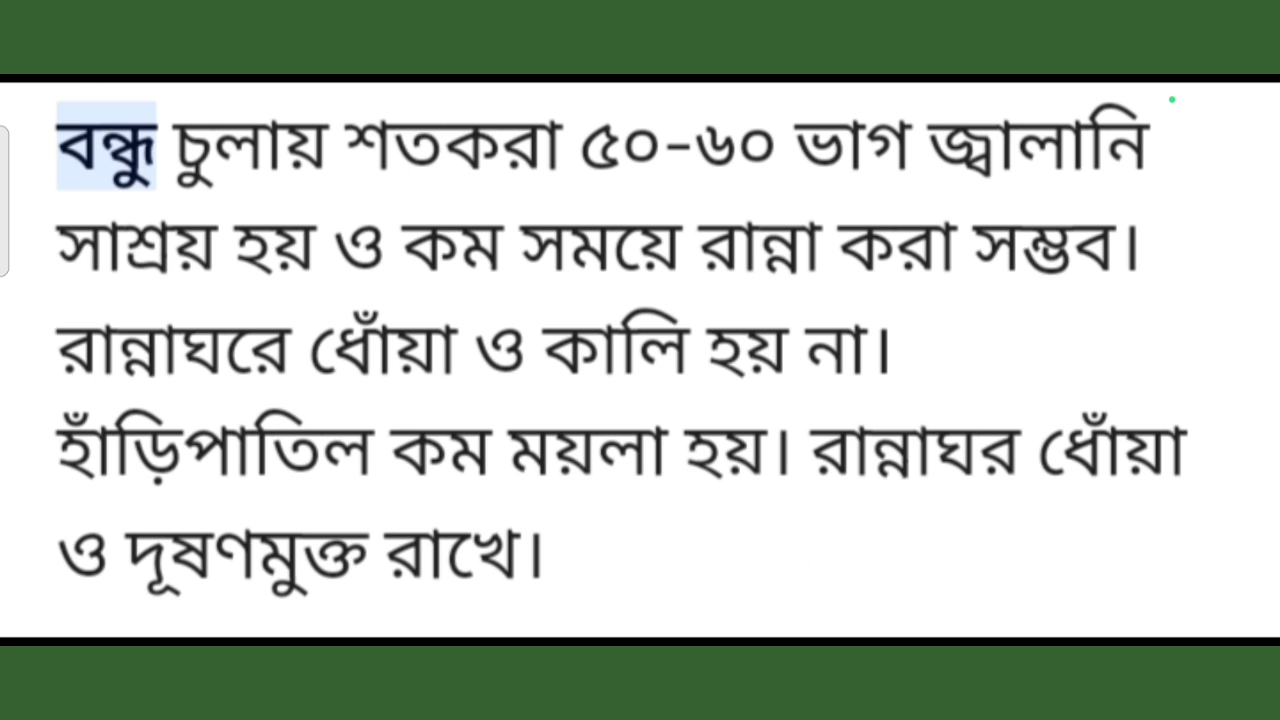 বন্ধু চুলায় শতকরা ৫০-৬০ ভাগ জ্বালানি
সাশ্রয় হয় ও কম সময়ে রান্না করা সম্ভব।
রান্নাঘরে ধোঁয়া ও কালি হয় না।
হাঁড়িপাতিল কম ময়লা হয়। রান্নাঘর ধোঁয়া
ও দূষণমুক্ত রাখে।